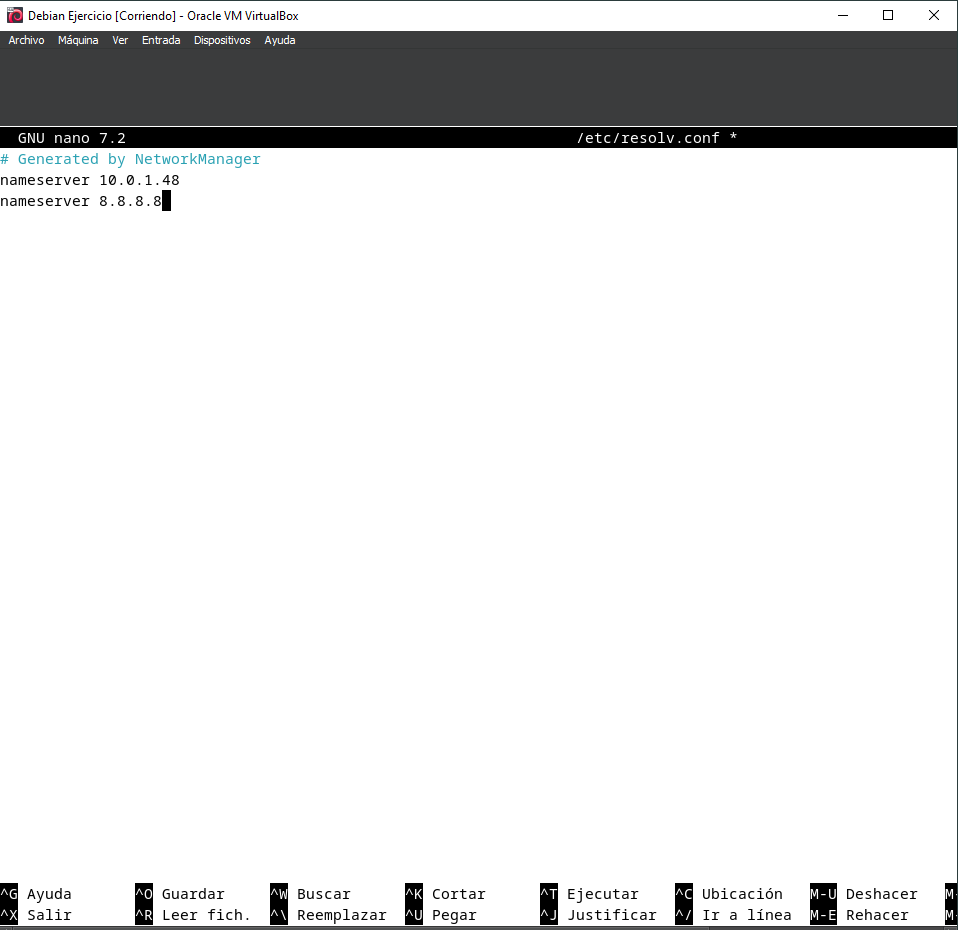 Debian Ejercicio [Corriendo] - Oracle VM VirtualBox
Archivo Máquina Ver Entrada Dispositivos Ayuda
GNU nano 7.2 /etc/resolv.conf *
# Generated by NetworkManager
nameserver 10.0.1.48
nameserver 8.8.8.8
^G Ayuda ^O Guardar ^W Buscar ^K Cortar ^T Ejecutar ^C Ubicación M-U Deshacer M-
^X Salir ^R Leer fich. ^\ Reemplazar ^U Pegar ^J Justificar ^/ Ir a línea M-E Rehacer M-